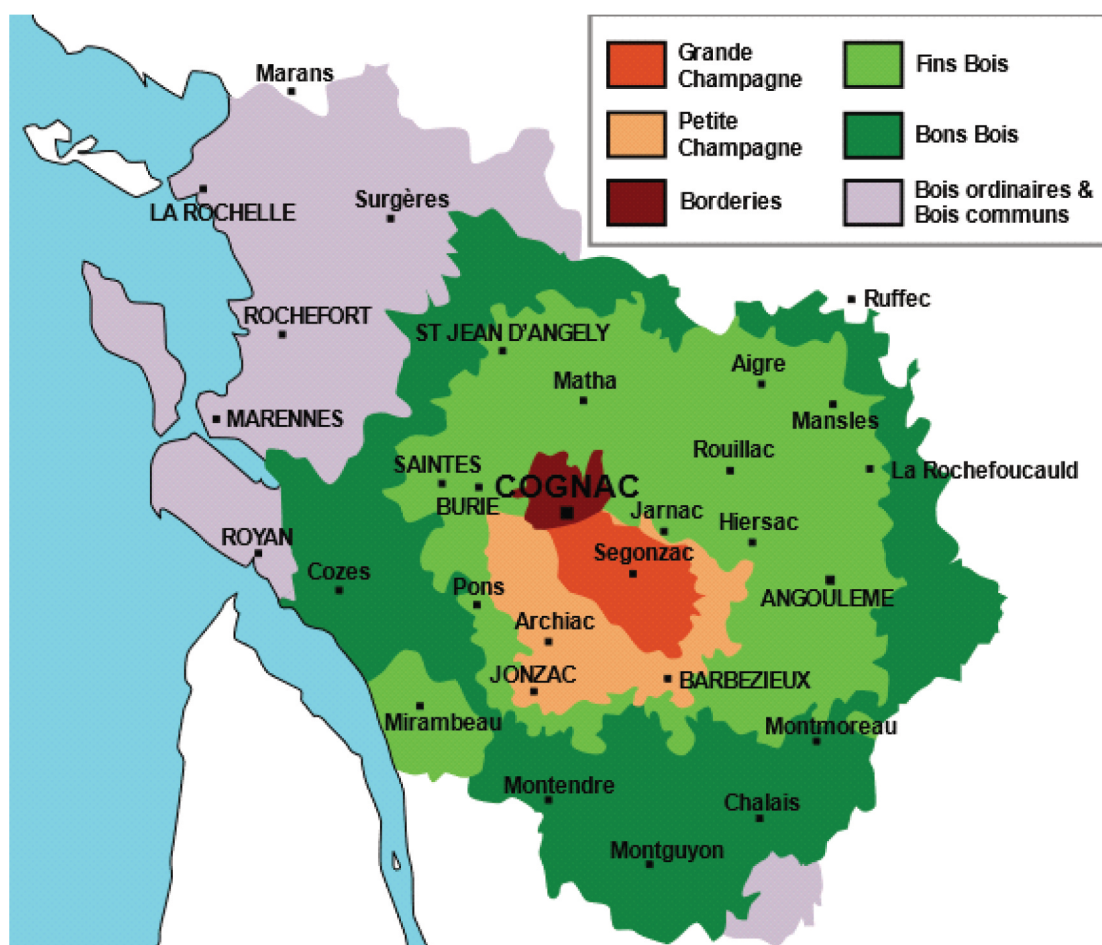 Grande
Champagne
Fins Bois
Petite
Champagne
Bons Bois
Borderies
Bois ordinaires &
Bois communs
Marans
LA ROCHELLE
Surgères
Ruffec
ROCHEFORT
ST JEAN D'ANGELY
Aigre
Matha
MARENNES
Mansles
Rouillac
SAINTES
La Rochefoucauld
COGNAC
BURIE
Jarnac
Hiersac
ROYAN
Segonzac
Cozes
Pons
ANGOULEME
Archiac
JONZAC
BARBEZIEUX
Mirambeau
Montmoreau
Montendre
Chalais
Montguyon